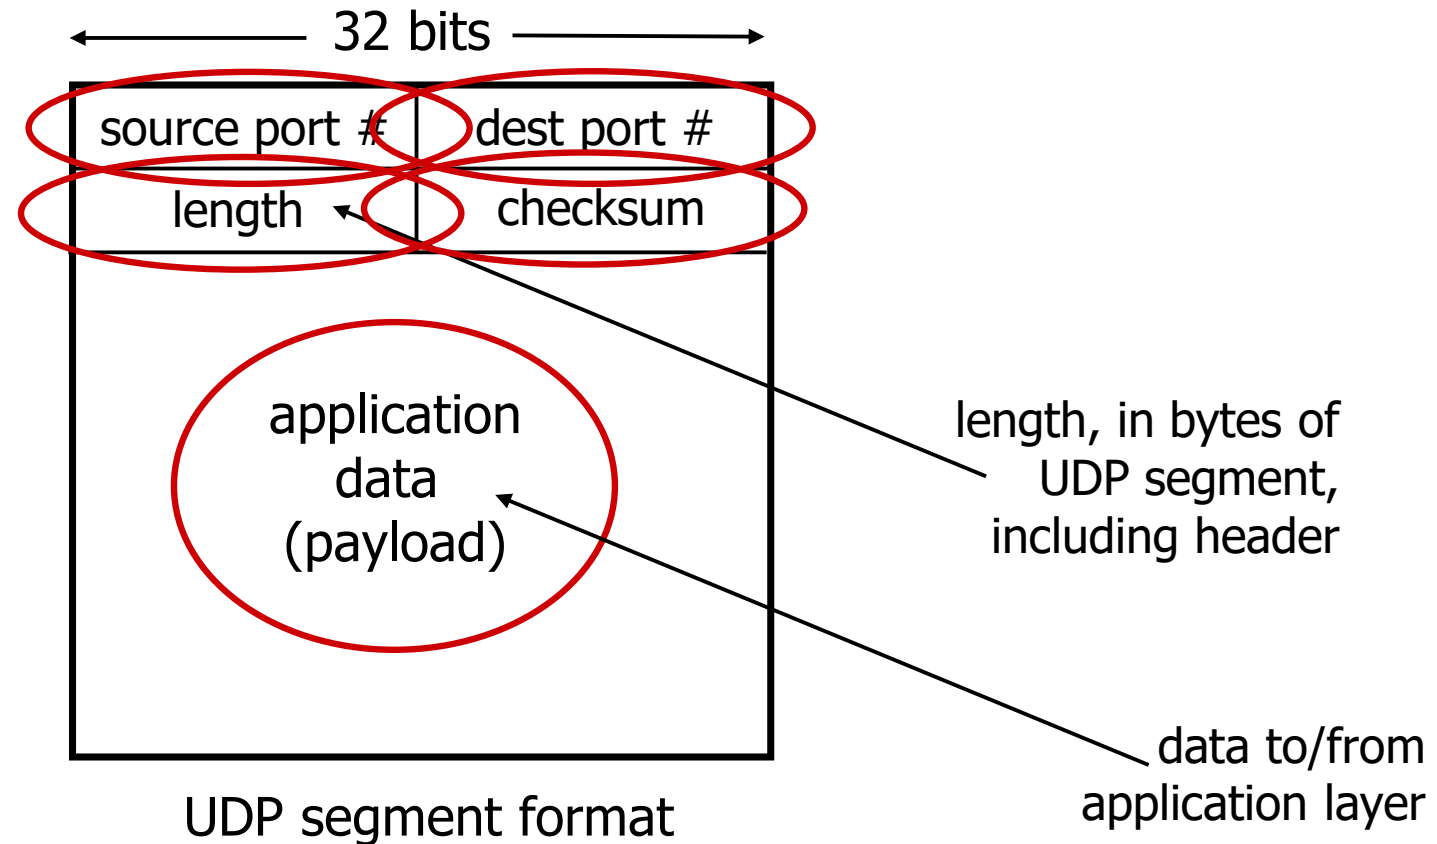 32 bits
source port #
dest port #
length
checksum
application
data
(payload)
length, in bytes of
UDP segment,
including header
data to/from
application layer
UDP segment format